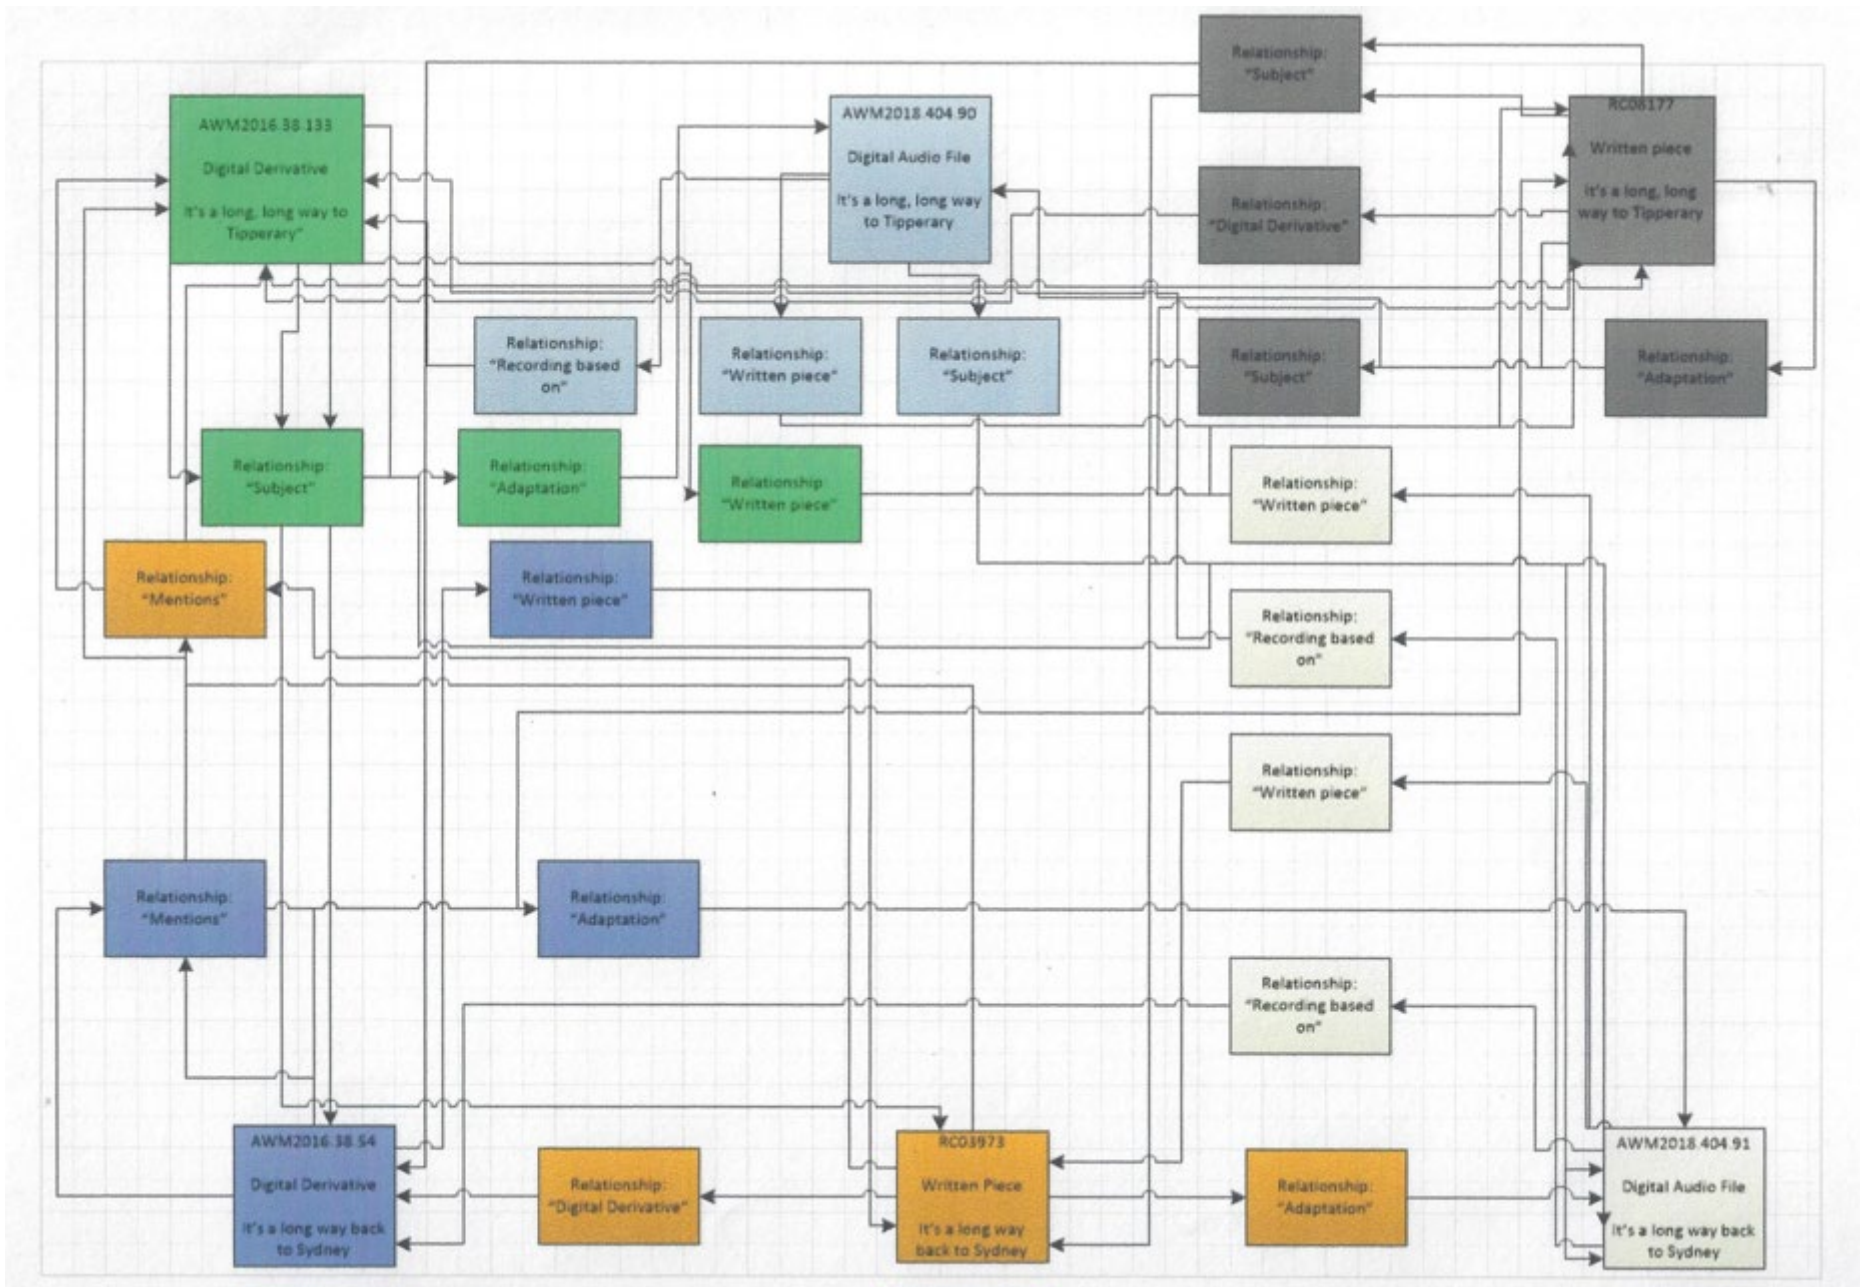 Relationship:
"Subject"
AWM2016.38.133
Digital Derivative
It's a long, long way to
Tipperary"
AWM2018.404.90
Digital Audio File
It's a long, long way
to Tipperary
RC08177
Written piece
It's a long, long
way to Tipperary
Relationship:
"Digital Derivative"
Relationship:
"Recording based
on"
Relationship:
"Written piece"
Relationship:
"Subject"
Relationship:
"Subject"
Relationship:
"Adaptation"
Relationship:
"Subject"
Relationship:
"Adaptation"
Relationship:
"Written piece"
Relationship:
"Written piece"
Relationship:
"Mentions"
Relationship:
"Written piece"
Relationship:
"Recording based
on"
Relationship:
"Written piece"
Relationship:
"Mentions"
Relationship:
"Adaptation"
Relationship:
"Recording based
on"
AWM2016.38.54
Digital Derivative
It's a long way back
to Sydney
Relationship:
"Digital Derivative"
RC03973
Written Piece
It's a long way
back to Sydney
Relationship:
"Adaptation"
AWM2018.404.91
Digital Audio File
It's a long way back
to Sydney